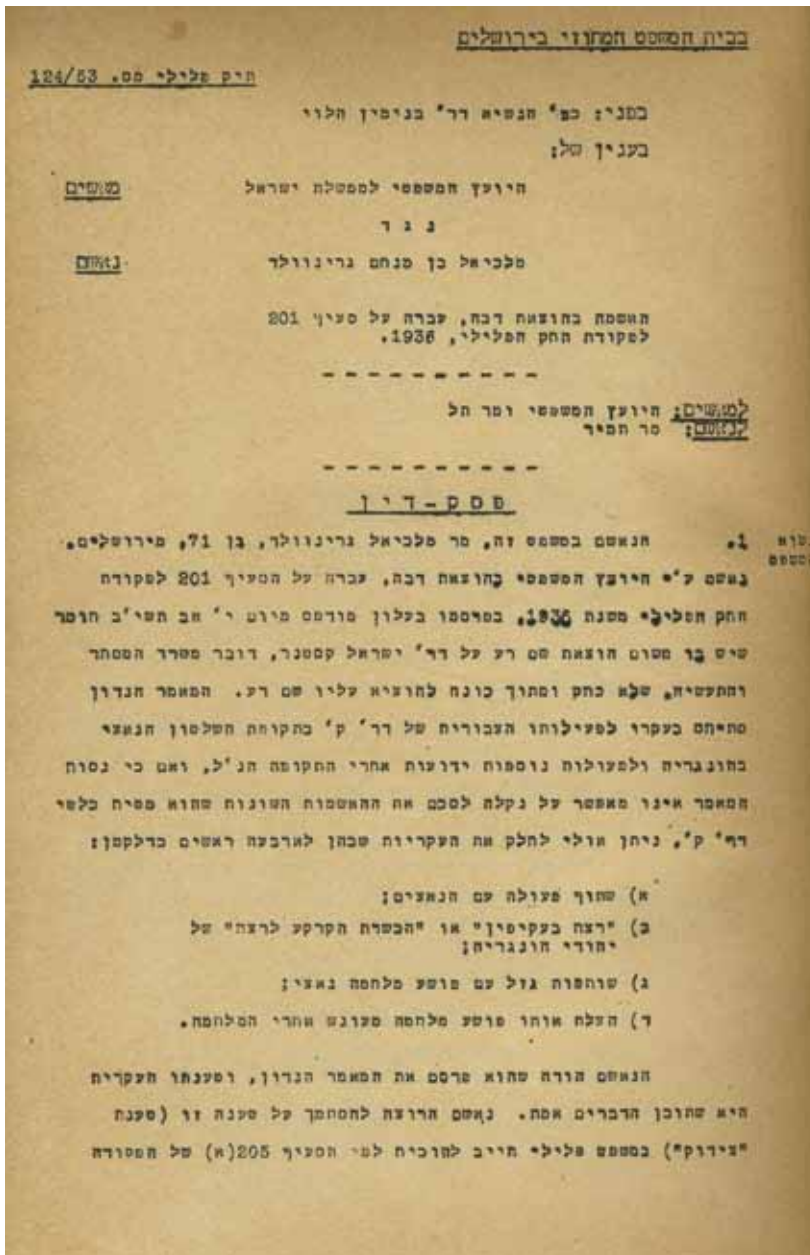 בבית המשפט המחוזי בירושלים
תיק פלילי מס. 124/53
בפני: כב' הנשיא דר' בנימין הלוי
בענין של:
היועץ המשפטי לממשלת ישראל
מאשים
נ ג ד
מלכיאל בן מנחם גרינוולד
נאשם
האשמה בהוצאת דבה, עברה על סעיף 201
לפקודת החק הפלילי, 1936.
למאשים: היועץ המשפטי ומר תל
לנאשם: מר תמיר
פסק-דין
נושא
המשפט
1. הנאשם במשפט זה, מר מלכיאל גרינוולד, בן 71, מירושלים.
נאשם ע"י היועץ המשפטי בהוצאת דבה, עברה על הסעיף 201 לפקודת
החק הפלילי משנת 1936, בפרסמו בעלון מודפס מיום י' אב תשי"ב חומר
שיש בו משום הוצאת שם רע על דר' ישראל קסטנר, דובר משרד המסחר
והתעשיה, שלא כחק ומתוך כונה להוציא עליו שם רע. המאמר הנדון
מתיחס בעקרו לפעילותו הצבורית של דר' ק' בתקופת השלטון הנאצי
בהונגריה ולפעולות נוספות ידועות אחרי התקופה הנ"ל, ואם כי נסוח
המאמר אינו מאפשר על נקלה לסכם את ההאשמות השונות שהוא מטיח כלפי
דר' ק', ניתן אולי לחלק את העקריות שבהן לארבעה ראשים כדלקמן:
א) שתוף פעולה עם הנאצים;
ב) "רצח בעקיפין" או "הכשרת הקרקע לרצח" של
יהודי הונגריה;
ג) שותפות גזל עם פושע מלחמה נאצי;
ד) הצלת אותו פושע מלחמה מעונש אחרי המלחמה.
הנאשם הודה שהוא פרסם את המאמר הנדון, וטענתו העקרית
היא שתוכן הדברים אמת. נאשם הרוצה להסתמך על טענה זו (טענת
"צידוק") במשפט פלילי חייב להוכיח לפי הסעיף 205(א) של הפקודה